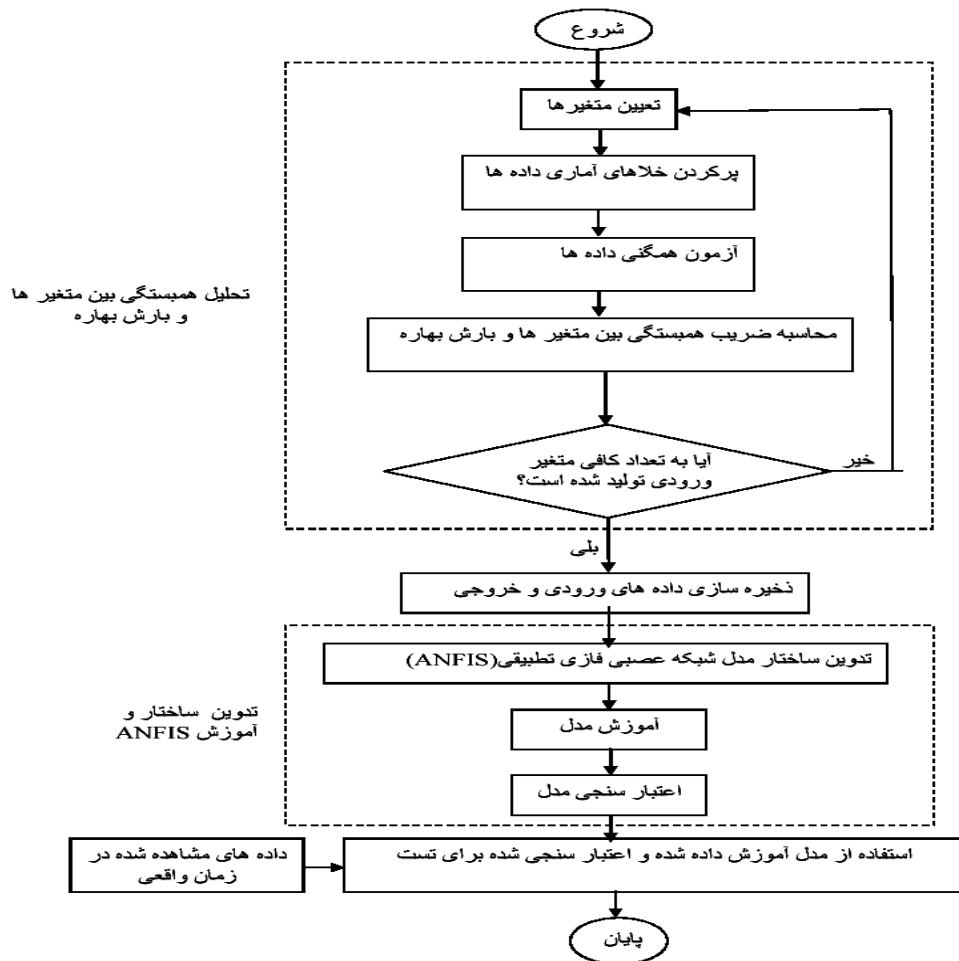 شروع
تعیین متغیرها
پرکردن خلاهای آماری داده ها
آزمون همگنی داده ها
تحلیل همبستگی بین متغیر ها
و بارش بهاره
محاسبه ضریب همبستگی بین متغیر ها و بارش بهاره
آیا به تعداد کافی متغیر
ورودی تولید شده است؟
خیر
بلی
ذخیره سازی داده های ورودی و خروجی
تدوین ساختار مدل شبکه عصبی فازی تطبیقی(ANFIS)
تدوین ساختار و
آموزش ANFIS
آموزش مدل
اعتبار سنجی مدل
استفاده از مدل آموزش داده شده و اعتبار سنجی شده برای تست
داده های مشاهده شده در
زمان واقعی
پایان